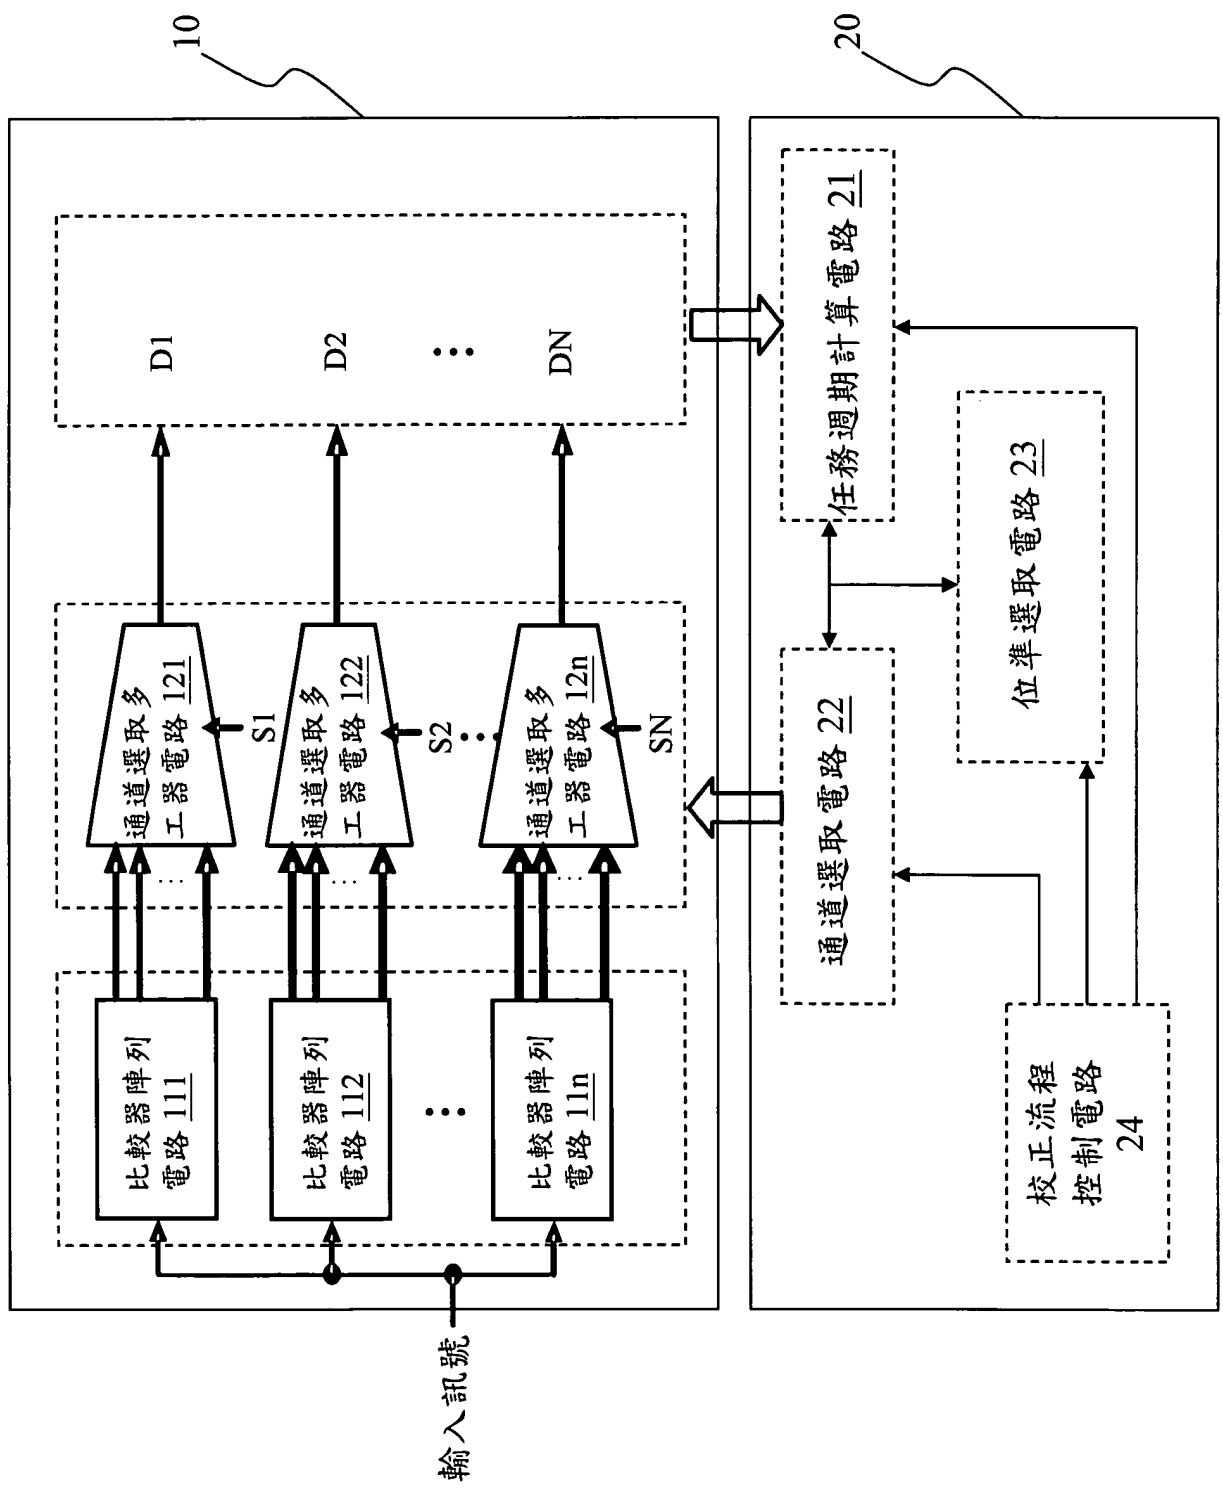 10
輸入訊號
比較器陣列
電路 111
通道選取多
工器電路 121
S1
D1
比較器陣列
電路 112
通道選取多
工器電路 122
S2
D2
比較器陣列
電路 11n
通道選取多
工器電路 12n
SN
DN
20
通道選取電路 22
任務週期計算電路 21
位準選取電路 23
校正流程
控制電路
24